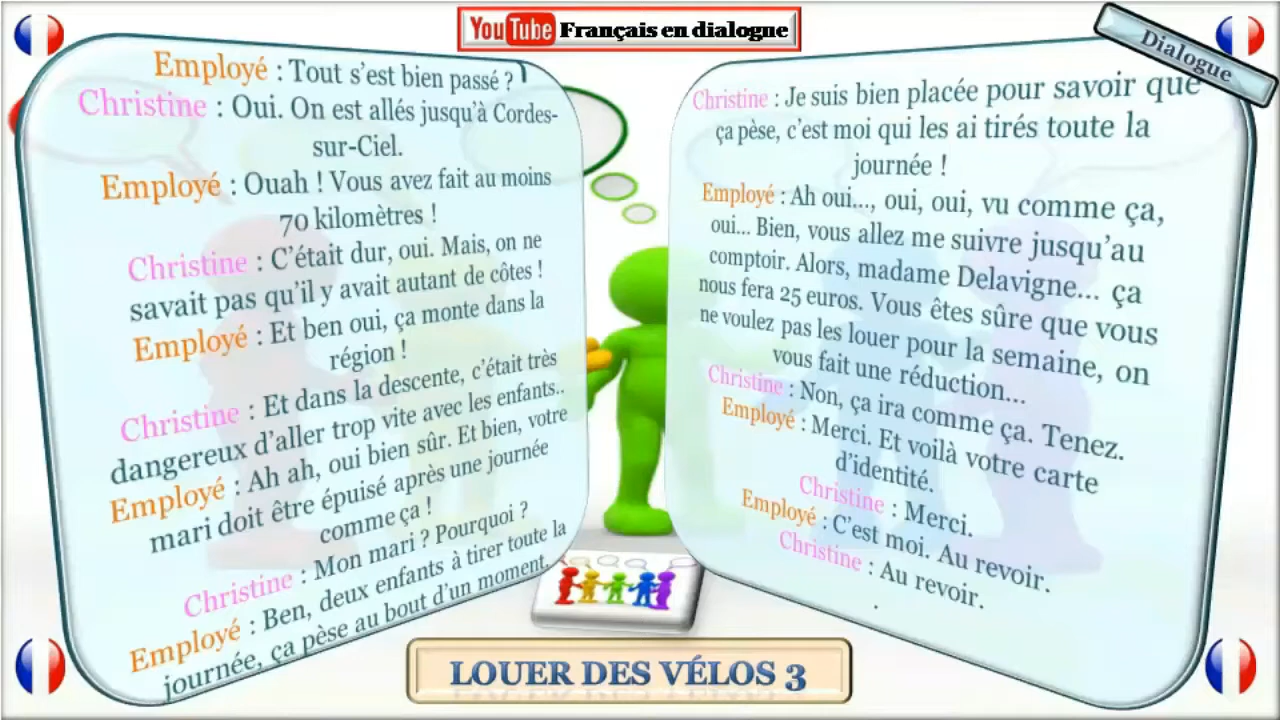 YouTube Français en dialogue
Dialogue
Employé : Tout s'est bien passé ?
Christine : Oui. On est allés jusqu'à Cordes-
sur-Ciel.
Employé : Ouah ! Vous avez fait au moins
70 kilomètres !
Christine : C'était dur, oui. Mais, on ne
savait pas qu'il y avait autant de côtes !
Employé : Et ben oui, ça monte dans la
région !
Christine : Et dans la descente, c'était très
dangereux d'aller trop vite avec les enfants..
Employé : Ah ah, oui bien sûr. Et bien, votre
mari doit être épuisé après une journée
comme ça !
Christine : Mon mari ? Pourquoi ?
Employé : Ben, deux enfants à tirer toute la
journée, ça pèse au bout d'un moment.
Christine : Je suis bien placée pour savoir que
ça pèse, c'est moi qui les ai tirés toute la
journée !
Employé : Ah oui..., oui, oui, vu comme ça,
oui... Bien, vous allez me suivre jusqu'au
comptoir. Alors, madame Delavigne... ça
nous fera 25 euros. Vous êtes sûre que vous
ne voulez pas les louer pour la semaine, on
vous fait une réduction...
Christine : Non, ça ira comme ça. Tenez.
Employé : Merci. Et voilà votre carte
d'identité.
Christine : Merci.
Employé : C'est moi. Au revoir.
Christine : Au revoir.
.
LOUER DES VÉLOS 3